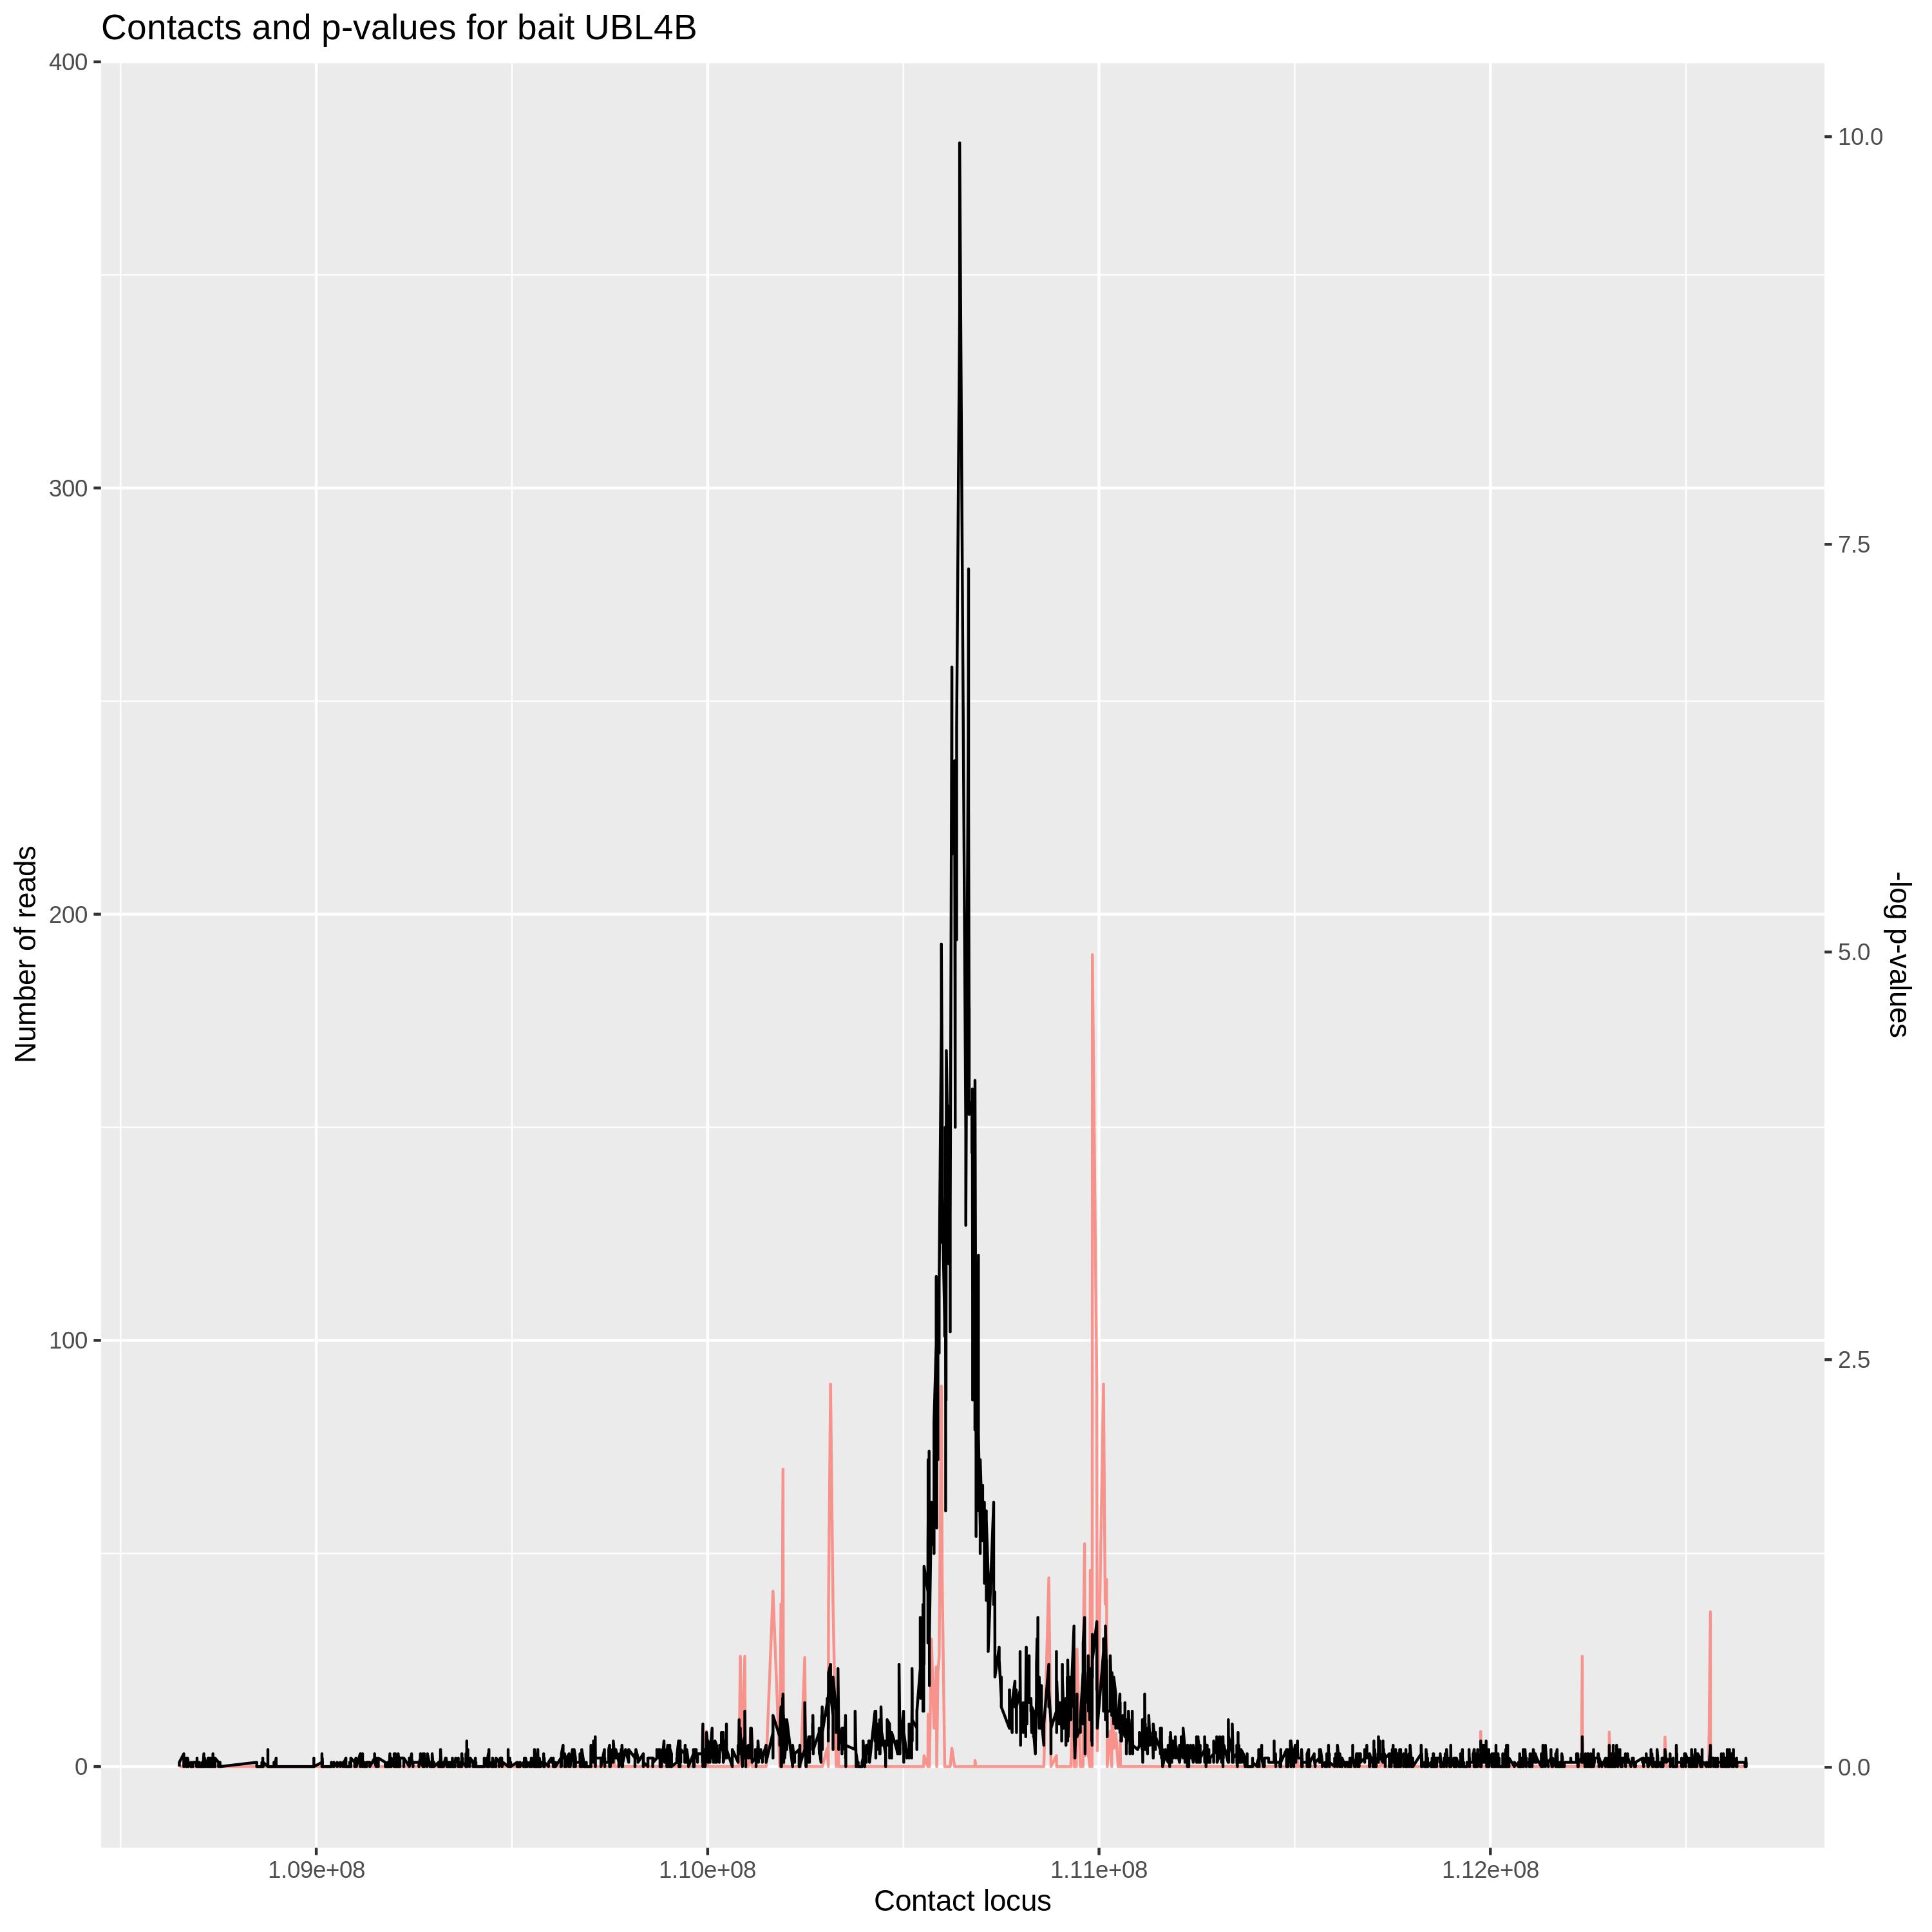 Contacts and p-values for bait UBL4B
400
300
200
100
0
Number of reads
10.0
7.5
5.0
2.5
0.0
-log p-values
1.09e+08
1.10e+08
1.11e+08
1.12e+08
Contact locus